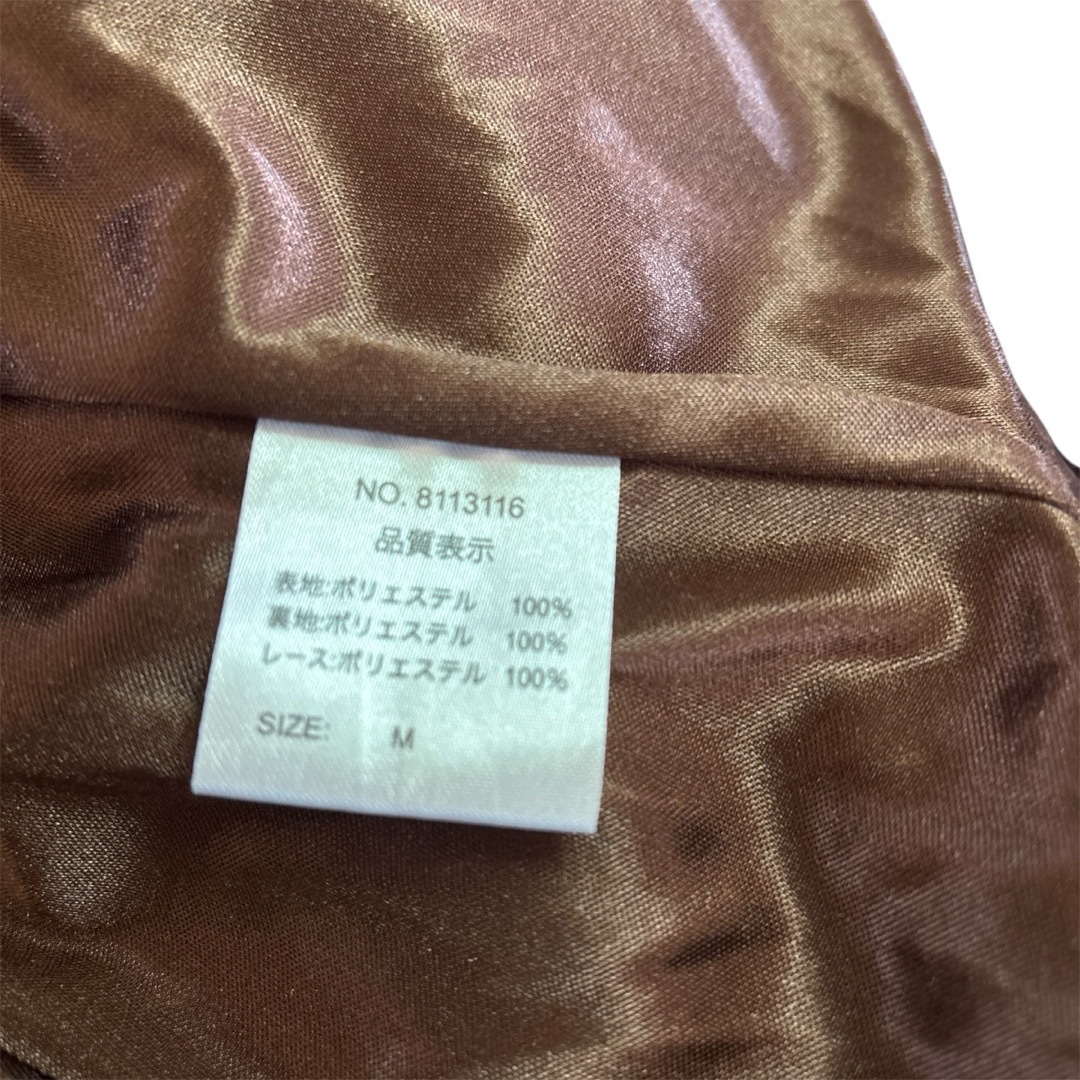 NO. 8113116
品質表示
表地:ポリエステル 100%
裏地:ポリエステル 100%
レース:ポリエステル 100%
SIZE: M